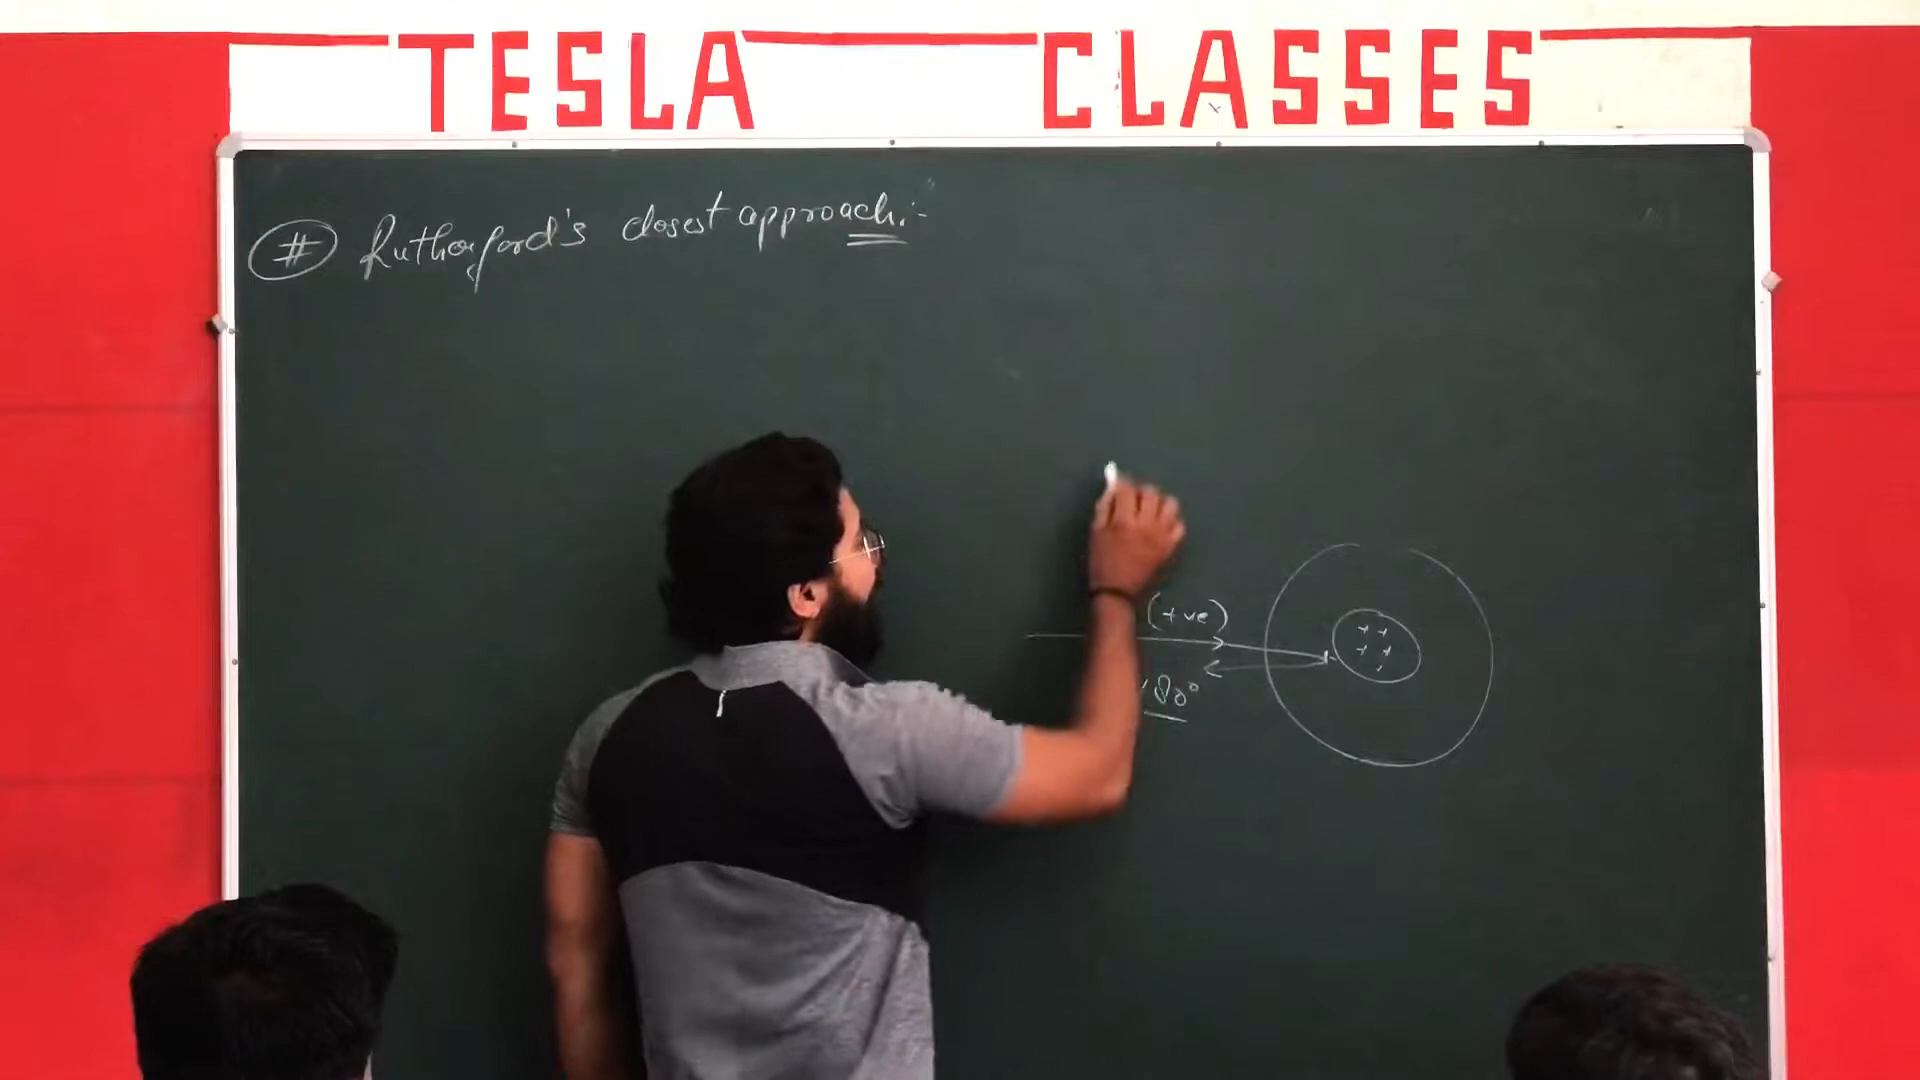 TESLA CLASSES
# Rutherford's closest approach:-
(+ve)
180°
+ +
+ +